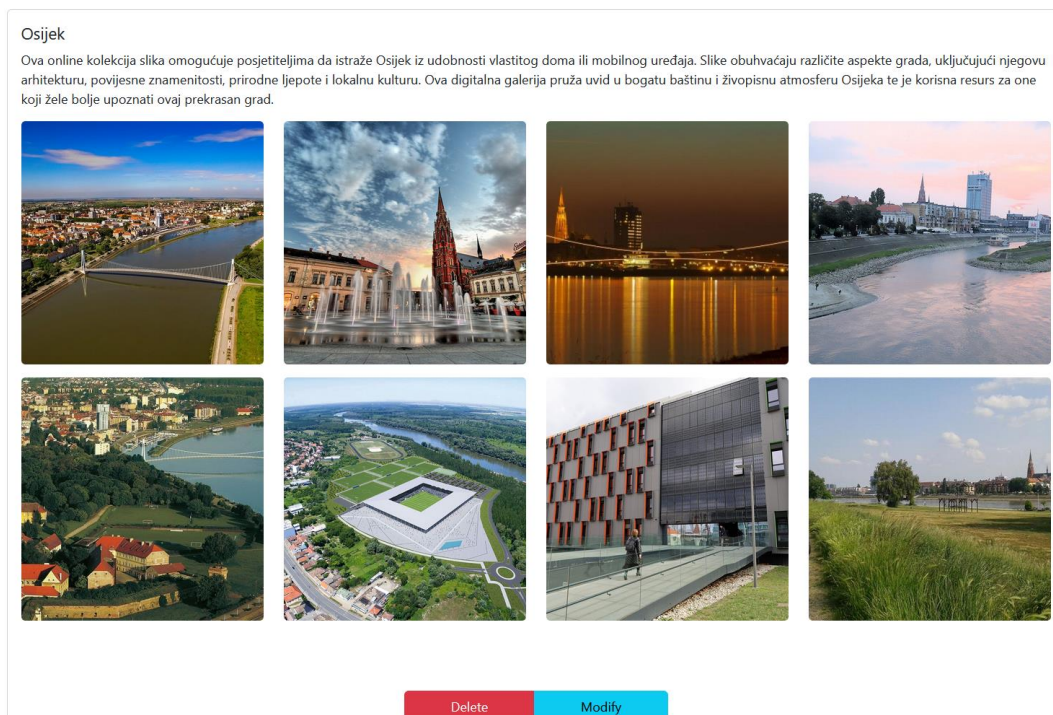 Osijek
Ova online kolekcija slika omogućuje posjetiteljima da istraže Osijek iz udobnosti vlastitog doma ili mobilnog uređaja. Slike obuhvaćaju različite aspekte grada, uključujući njegovu
arhitekturu, povijesne znamenitosti, prirodne ljepote i lokalnu kulturu. Ova digitalna galerija pruža uvid u bogatu baštinu i živopisnu atmosferu Osijeka te je korisna resurs za one
koji žele bolje upoznati ovaj prekrasan grad.
Delete Modify